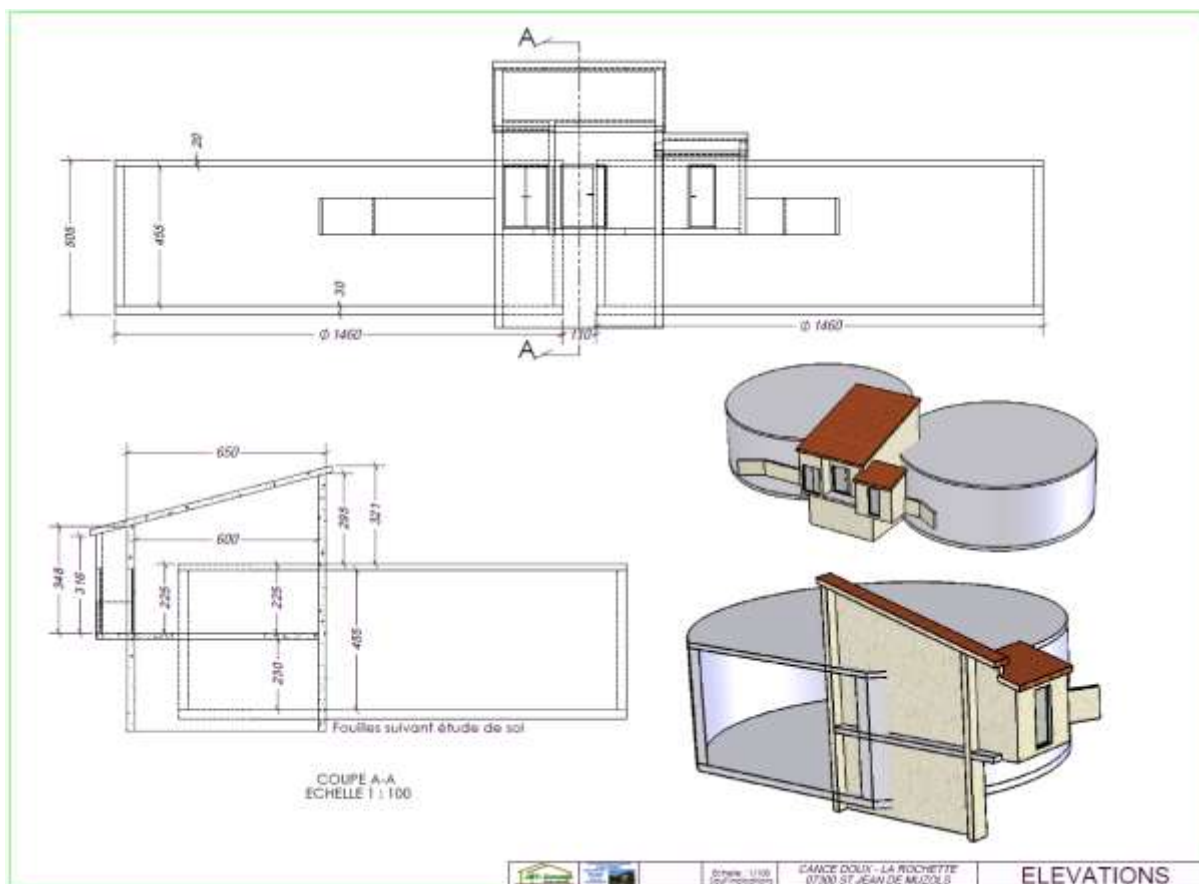 A
20
505
455
30
Φ 1460
110
Φ 1460
A
650
600
348
316
225
225
295
321
455
230
Fouilles suivant étude de sol
COUPE A-A
ECHELLE 1 : 100
CANCE DOUX - LA ROCHETTE
07300 ST JEAN DE MUZOLS
ELEVATIONS